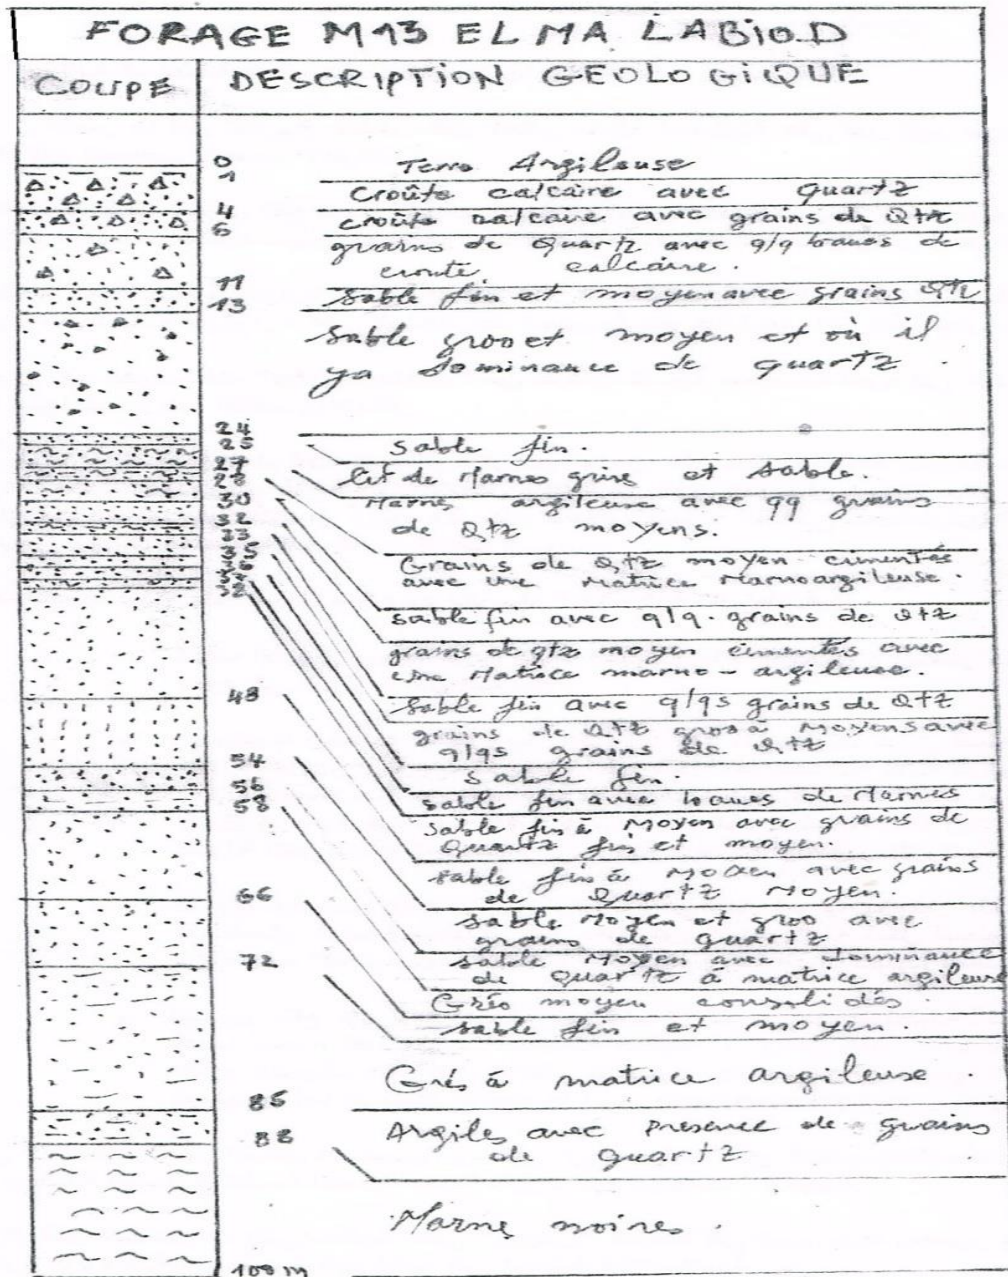 FORAGE M13 EL MA LABIOD
COUPE
DESCRIPTION GEOLOGIQUE
0
Terre Argileuse
1
Croûte calcaire avec quartz
4
croûte calcaire avec grains de Qtz
6
grains de Quartz avec q/q bancs de
croute calcaire.
11
Sable fin et moyen avec grains Qtz
13
Sable gros et moyen et où il
ya dominance de quartz.
24
Sable fin.
25
lit de Marnes grise et sable.
27
Marnes argileuse avec qq grains
de Qtz moyens.
28
Grains de Qtz moyen cimentés
avec une Matrice Marnoargileuse.
30
sable fin avec q/q. grains de Qtz
32
grains de qtz moyen cimentés avec
une Matrice marno-argileuse.
33
Sable fin avec q/qs grains de Qtz
35
grains de Qtz gros à Moyens avec
q/qs grains de Qtz
Sable fin.
sable fin avec bancs de Marnes
Sable fin à Moyen avec grains de
Quartz fin et moyen.
48
sable fin à Moyen avec grains
de Quartz Moyen.
54
sable Moyen et gros avec
grains de quartz
56
sable Moyen avec dominance
de quartz à matrice argileuse
58
Grés moyen consolidés.
66
sable fin et moyen.
72
Grés à matrice argileuse.
85
Argiles avec presence de grains
de quartz
88
Marnes noires.
100 m